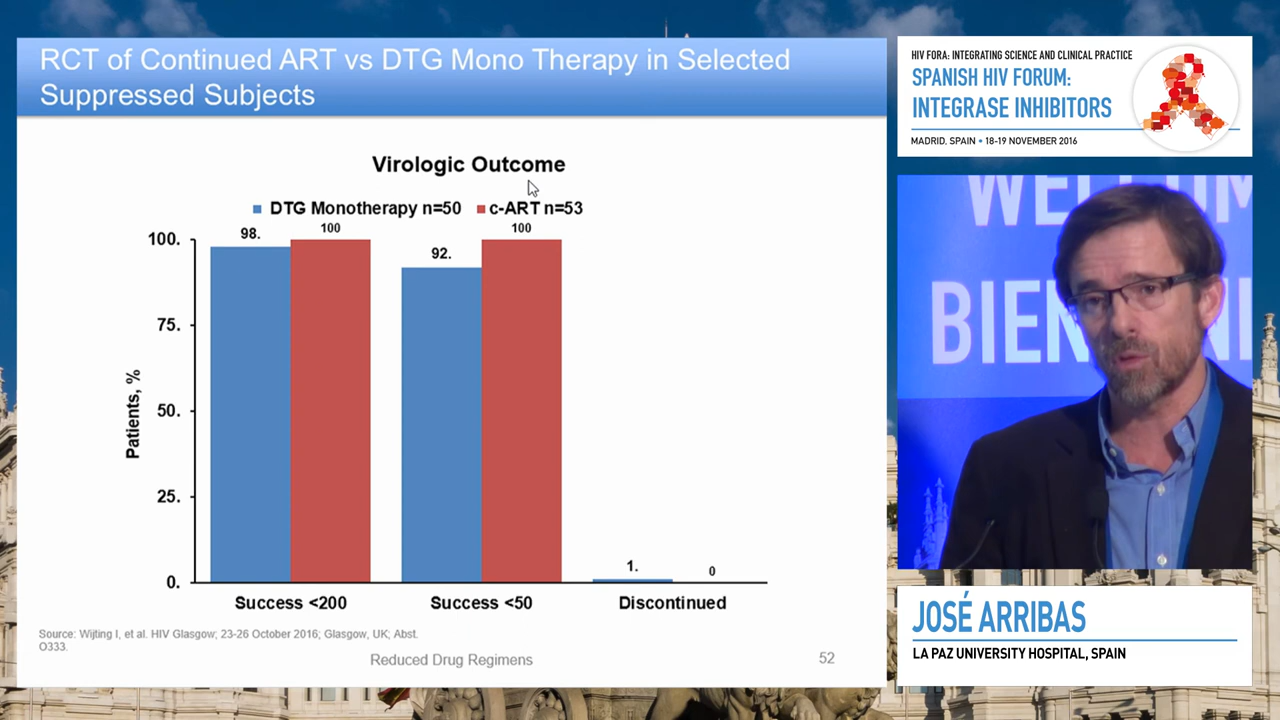 RCT of Continued ART vs DTG Mono Therapy in Selected
Suppressed Subjects
Virologic Outcome
DTG Monotherapy n=50 c-ART n=53
98. 100 92. 100 1. 0
100.
75.
50.
25.
0.
Patients, %
Success <200 Success <50 Discontinued
Source: Wijting I, et al. HIV Glasgow; 23-26 October 2016; Glasgow, UK; Abst.
O333.
Reduced Drug Regimens 52
HIV FORA: INTEGRATING SCIENCE AND CLINICAL PRACTICE
SPANISH HIV FORUM:
INTEGRASE INHIBITORS
MADRID, SPAIN • 18-19 NOVEMBER 2016
WELCOM
BIEN NI
JOSÉ ARRIBAS
LA PAZ UNIVERSITY HOSPITAL, SPAIN